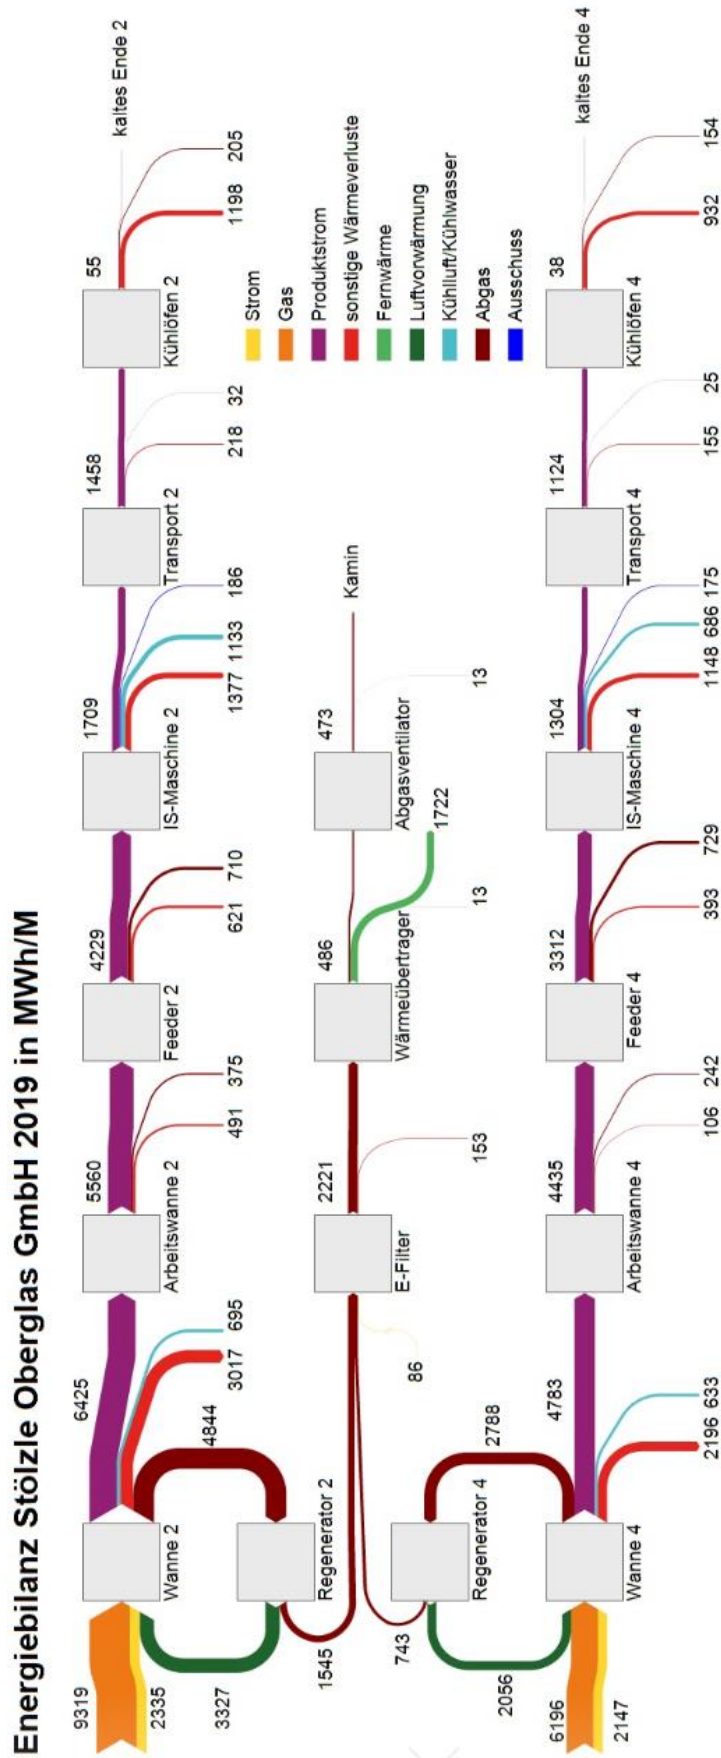 Energiebilanz Stölzle Oberglas GmbH 2019 in MWh/M
9319
2335
3327
Wanne 2
6425
3017
695
4844
Regenerator 2
1545
Arbeitswanne 2
5560
491
375
Feeder 2
4229
621
710
IS-Maschine 2
1709
1377
1133
186
Transport 2
1458
218
32
Kühlöfen 2
55
1198
205
kaltes Ende 2
86
E-Filter
2221
153
Wärmeübertrager
486
13
1722
Abgasventilator
473
13
Kamin
Strom
Gas
Produktstrom
sonstige Wärmeverluste
Fernwärme
Luftvorwärmung
Kühlluft/Kühlwasser
Abgas
Ausschuss
743
Regenerator 4
2788
2056
6196
2147
Wanne 4
4783
2196
633
Arbeitswanne 4
4435
106
242
Feeder 4
3312
393
729
IS-Maschine 4
1304
1148
686
175
Transport 4
1124
155
25
Kühlöfen 4
38
932
154
kaltes Ende 4